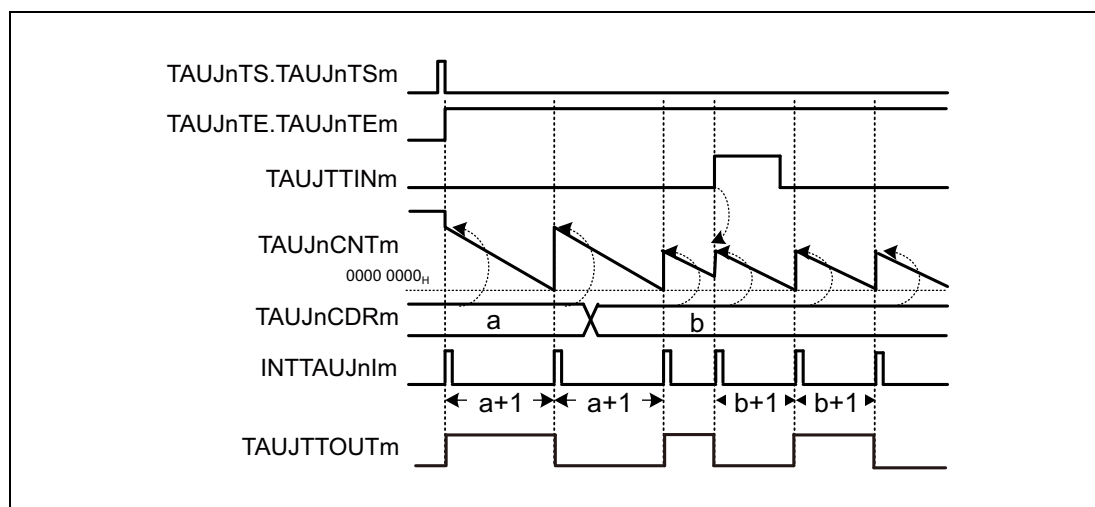 TAUJnTS.TAUJnTSm
TAUJnTE.TAUJnTEm
TAUJTTINm
TAUJnCNTm
0000 0000H
TAUJnCDRm
a
b
INTTAUJnIm
a+1 a+1 b+1 b+1
TAUJTTOUTm